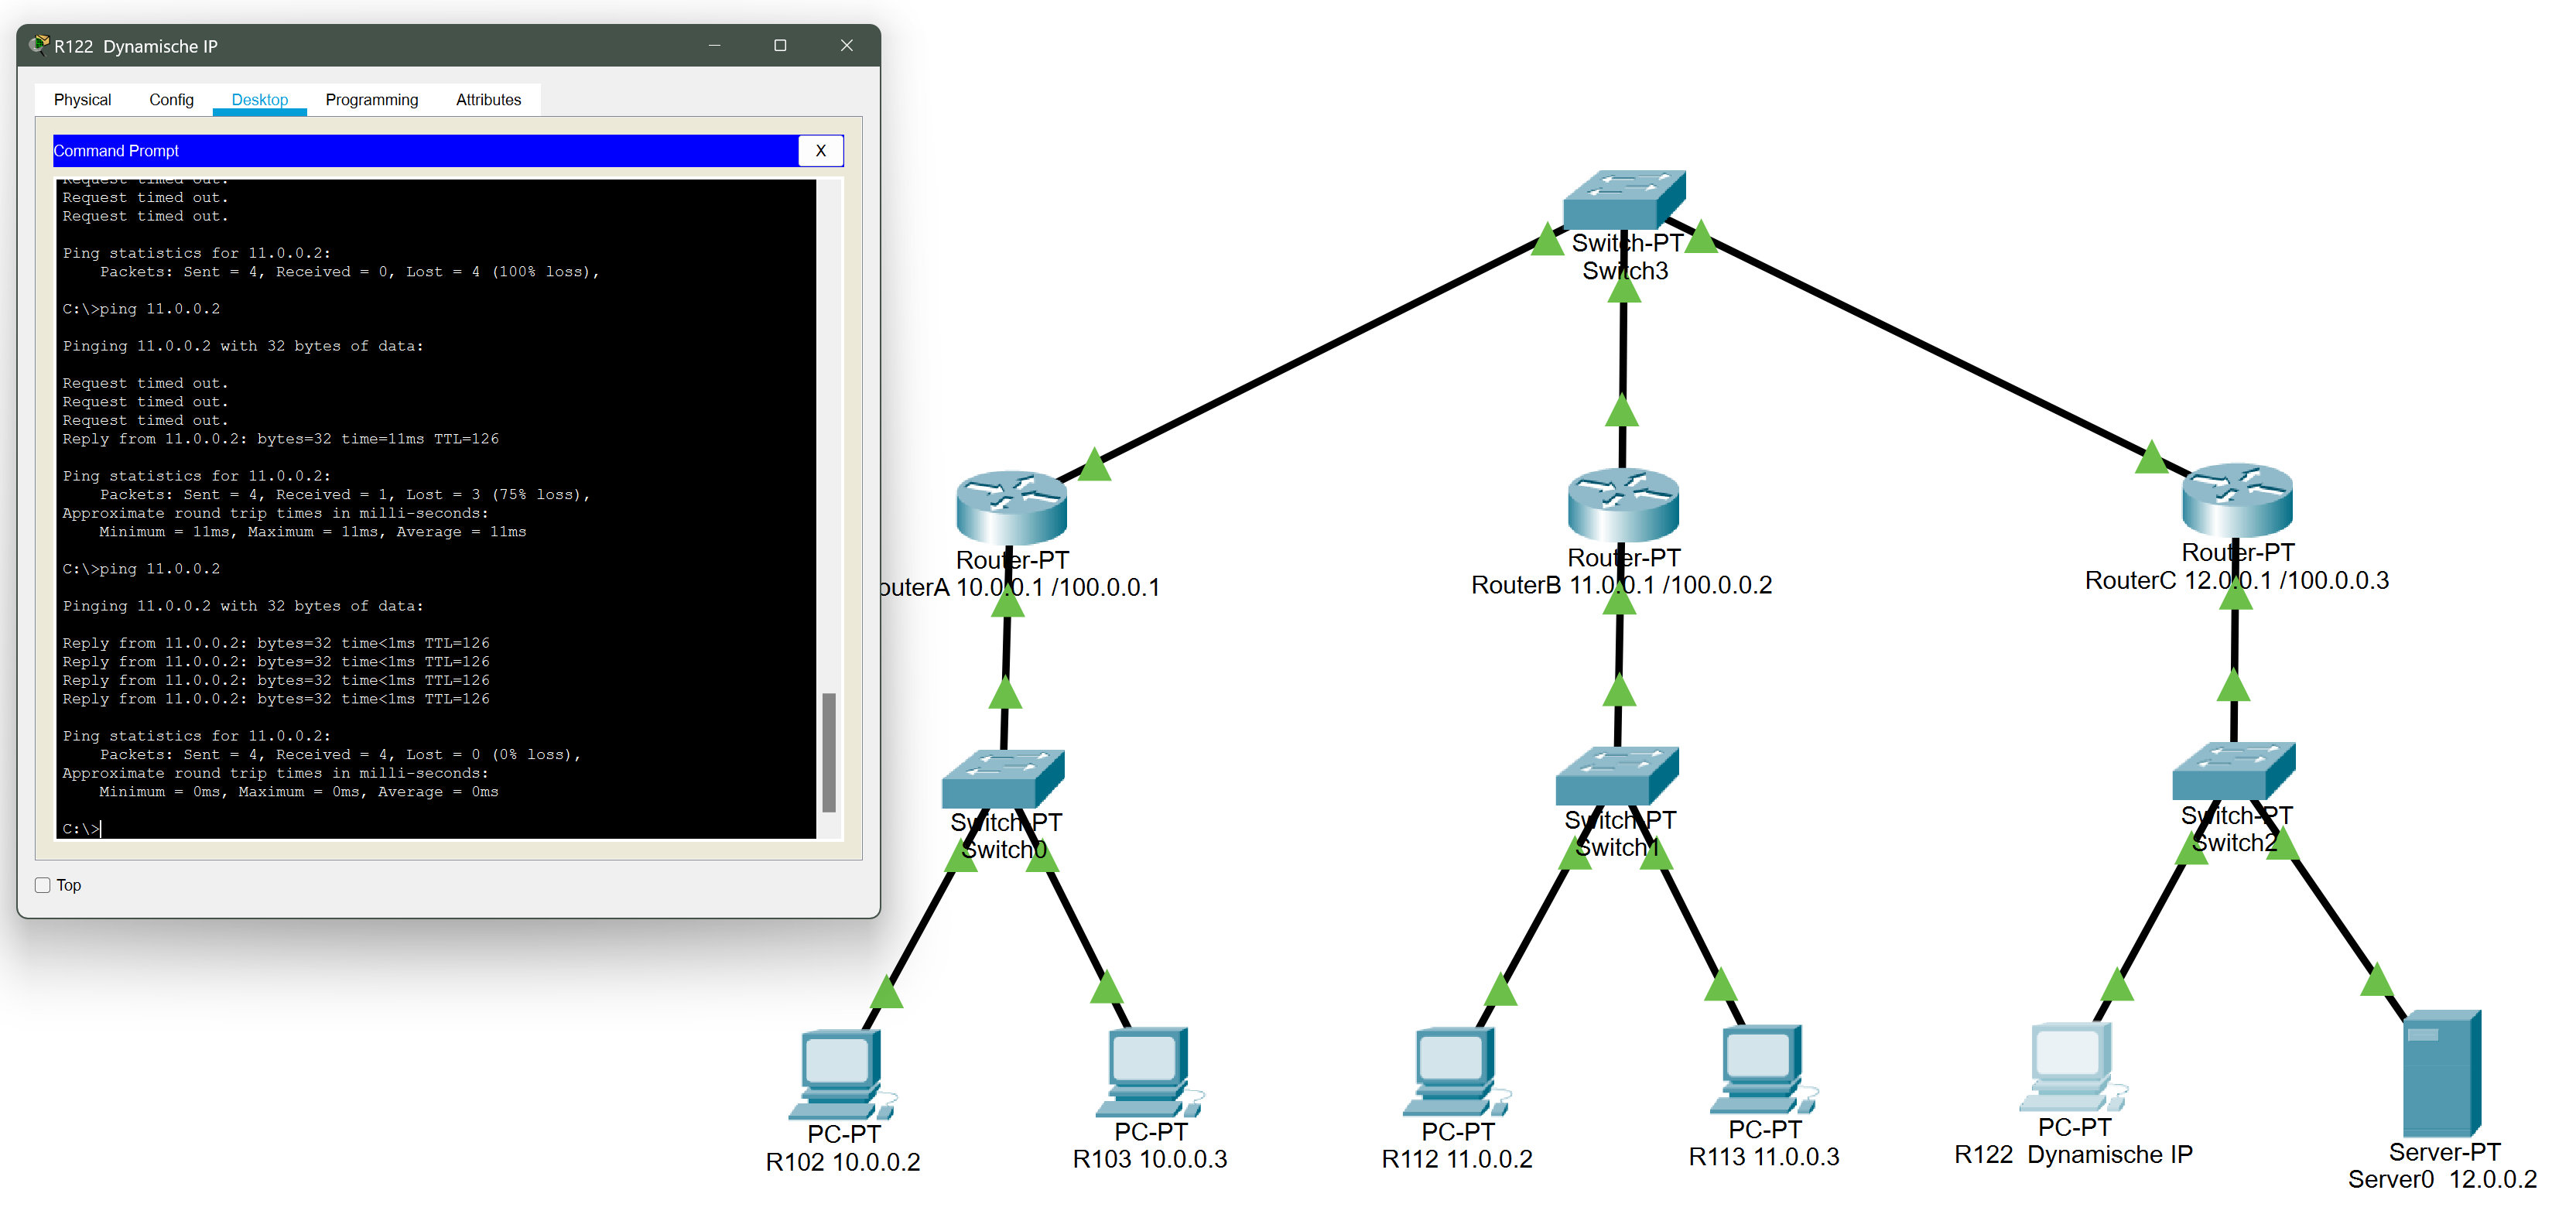 R122  Dynamische IP
Physical Config Desktop Programming Attributes
Command Prompt X
Request timed out.
Request timed out.
Request timed out.
Ping statistics for 11.0.0.2:
Packets: Sent = 4, Received = 0, Lost = 4 (100% loss),
C:\>ping 11.0.0.2
Pinging 11.0.0.2 with 32 bytes of data:
Request timed out.
Request timed out.
Request timed out.
Reply from 11.0.0.2: bytes=32 time=11ms TTL=126
Ping statistics for 11.0.0.2:
Packets: Sent = 4, Received = 1, Lost = 3 (75% loss),
Approximate round trip times in milli-seconds:
Minimum = 11ms, Maximum = 11ms, Average = 11ms
C:\>ping 11.0.0.2
Pinging 11.0.0.2 with 32 bytes of data:
Reply from 11.0.0.2: bytes=32 time<1ms TTL=126
Reply from 11.0.0.2: bytes=32 time<1ms TTL=126
Reply from 11.0.0.2: bytes=32 time<1ms TTL=126
Reply from 11.0.0.2: bytes=32 time<1ms TTL=126
Ping statistics for 11.0.0.2:
Packets: Sent = 4, Received = 4, Lost = 0 (0% loss),
Approximate round trip times in milli-seconds:
Minimum = 0ms, Maximum = 0ms, Average = 0ms
C:\>
Top
Switch-PT
Switch3
Router-PT
outerA 10.0.0.1 /100.0.0.1
Router-PT
RouterB 11.0.0.1 /100.0.0.2
Router-PT
RouterC 12.0.0.1 /100.0.0.3
Switch-PT
Switch0
Switch-PT
Switch1
Switch-PT
Switch2
PC-PT
R102 10.0.0.2
PC-PT
R103 10.0.0.3
PC-PT
R112 11.0.0.2
PC-PT
R113 11.0.0.3
PC-PT
R122  Dynamische IP
Server-PT
Server0  12.0.0.2